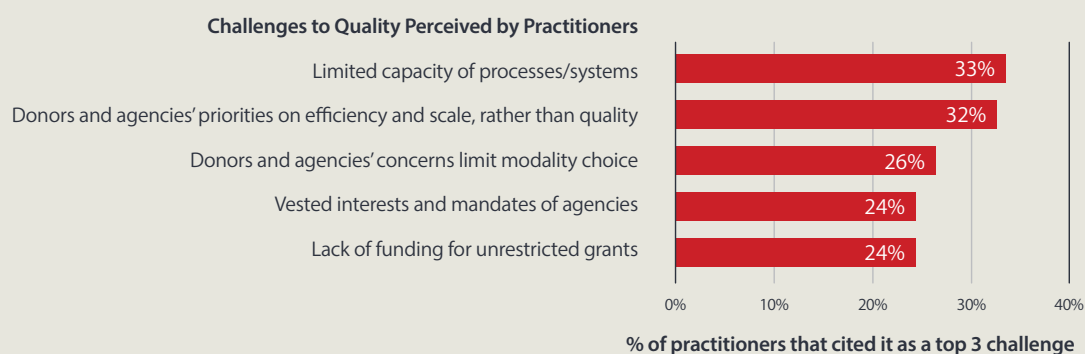 Challenges to Quality Perceived by Practitioners
Limited capacity of processes/systems
33%
Donors and agencies’ priorities on efficiency and scale, rather than quality
32%
Donors and agencies’ concerns limit modality choice
26%
Vested interests and mandates of agencies
24%
Lack of funding for unrestricted grants
24%
0% 10% 20% 30% 40%
% of practitioners that cited it as a top 3 challenge